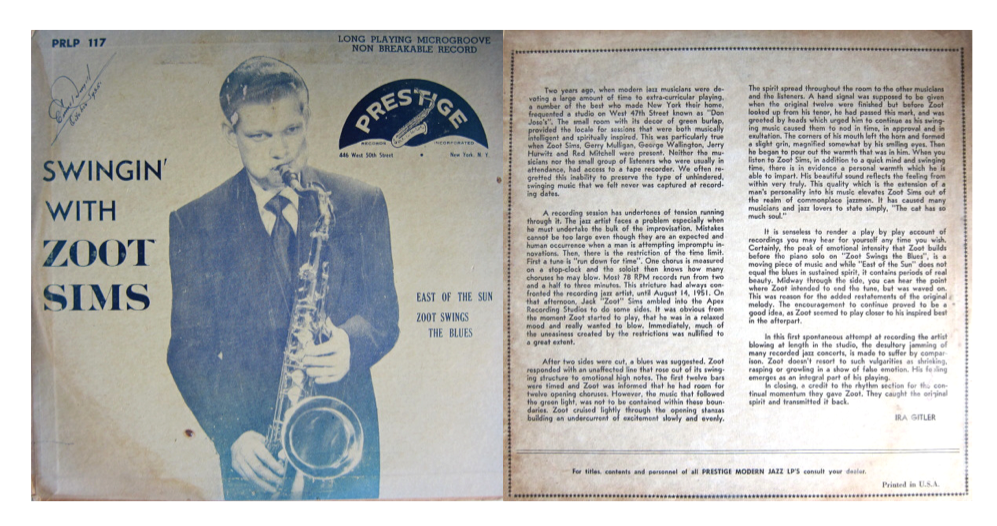 PRLP 117
LONG PLAYING MICROGROOVE
NON BREAKABLE RECORD
PRESTIGE
RECORDS INCORPORATED
446 West 50th Street • New York, N. Y.
SWINGIN'
WITH
ZOOT
SIMS
EAST OF THE SUN
ZOOT SWINGS
THE BLUES
Two years ago, when modern jazz musicians were de-
voting a large amount of time to extra-curricular playing,
a number of the best who made New York their home,
frequented a studio on West 47th Street known as "Don
Jose's". The small room with its decor of green burlap,
provided the locale for sessions that were both musically
intelligent and spiritually inspired. This was particularly true
when Zoot Sims, Gerry Mulligan, George Wallington, Jerry
Hurwitz and Red Mitchell were present. Neither the mu-
sicians nor the small group of listeners who were usually in
attendance, had access to a tape recorder. We often re-
gretted this inability to preserve the type of unhindered,
swinging music that we felt never was captured at record-
ing dates.
A recording session has undertones of tension running
through it. The jazz artist faces a problem especially when
he must undertake the bulk of the improvisation. Mistakes
cannot be too large even though they are an expected and
human occurrence when a man is attempting impromptu in-
novations. Then, there is the restriction of the time limit.
First a tune is "run down for time". One chorus is measured
on a stop-clock and the soloist then knows how many
choruses he may blow. Most 78 RPM records run from two
and a half to three minutes. This stricture had always con-
fronted the recording jazz artist, until August 14, 1951. On
that afternoon, Jack "Zoot" Sims ambled into the Apex
Recording Studios to do some sides. It was obvious from
the moment Zoot started to play, that he was in a relaxed
mood and really wanted to blow. Immediately, much of
the uneasiness created by the restrictions was nullified to
a great extent.
After two sides were cut, a blues was suggested. Zoot
responded with an unaffected line that rose out of its swing-
ing structure to emotional high notes. The first twelve bars
were timed and Zoot was informed that he had room for
twelve opening choruses. However, the music that followed
the green light, was not to be contained within these boun-
daries. Zoot cruised lightly through the opening stanzas
building an undercurrent of excitement slowly and evenly.
The spirit spread throughout the room to the other musicians
and the listeners. A hand signal was supposed to be given
when the original twelve were finished but before Zoot
looked up from his tenor, he had passed this mark, and was
greeted by heads which urged him to continue as his swing-
ing music caused them to nod in time, in approval and in
exultation. The corners of his mouth left the horn and formed
a slight grin, magnified somewhat by his smiling eyes. Then
he began to pour out the warmth that was in him. When you
listen to Zoot Sims, in addition to a quick mind and swinging
time, there is in evidence a personal warmth which he is
able to impart. His beautiful sound reflects the feeling from
within very truly. This quality which is the extension of a
man's personality into his music elevates Zoot Sims out of
the realm of commonplace jazzmen. It has caused many
musicians and jazz lovers to state simply, "The cat has so
much soul."
It is senseless to render a play by play account of
recordings you may hear for yourself any time you wish.
Certainly, the peak of emotional intensity that Zoot builds
before the piano solo on "Zoot Swings the Blues", is a
moving piece of music and while "East of the Sun" does not
equal the blues in sustained spirit, it contains periods of real
beauty. Midway through the side, you can hear the point
where Zoot intended to end the tune, but was waved on.
This was reason for the added restatements of the original
melody. The encouragement to continue proved to be a
good idea, as Zoot seemed to play closer to his inspired best
in the afterpart.
In this first spontaneous attempt at recording the artist
blowing at length in the studio, the desultory jamming of
many recorded jazz concerts, is made to suffer by compar-
ison. Zoot doesn't resort to such vulgarities as shrieking,
rasping or growling in a show of false emotion. His feeling
emerges as an integral part of his playing.
In closing, a credit to the rhythm section for the con-
tinual momentum they gave Zoot. They caught the original
spirit and transmitted it back.
IRA GITLER
For titles, contents and personnel of all PRESTIGE MODERN JAZZ LP'S consult your dealer.
Printed in U.S.A.